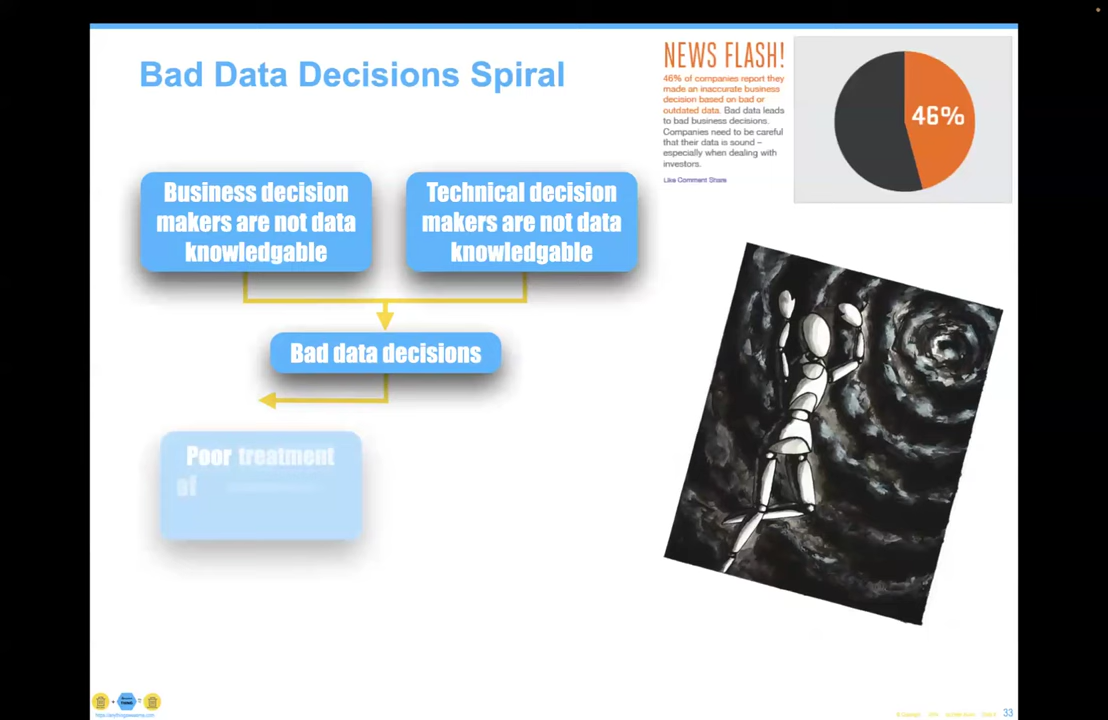 Bad Data Decisions Spiral
NEWS FLASH!
46% of companies report they
made an inaccurate business
decision based on bad or
outdated data. Bad data leads
to bad business decisions.
Companies need to be careful
that their data is sound –
especially when dealing with
investors.
Like Comment Share
46%
Business decision
makers are not data
knowledgable
Technical decision
makers are not data
knowledgable
Bad data decisions
Poor treatment
of
https://anythingawesome.com
33